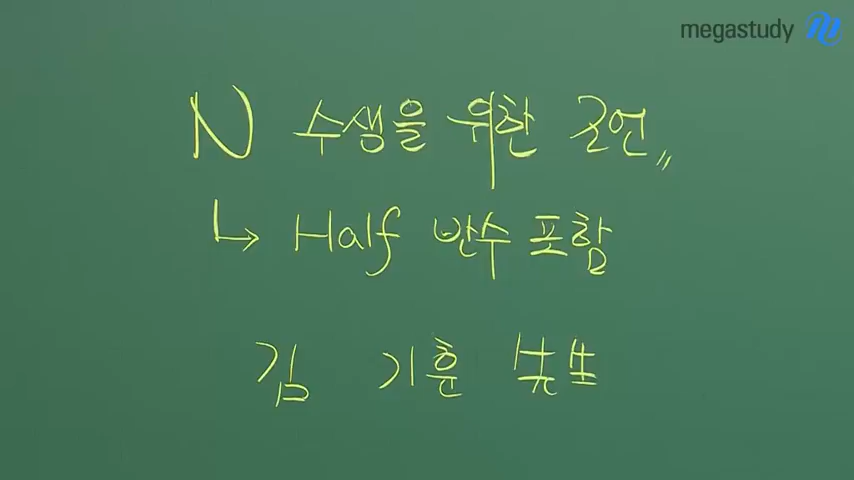 megastudy
N 수생을 위한 조언 〃
↳ Half 반수 포함
김 기훈 先生